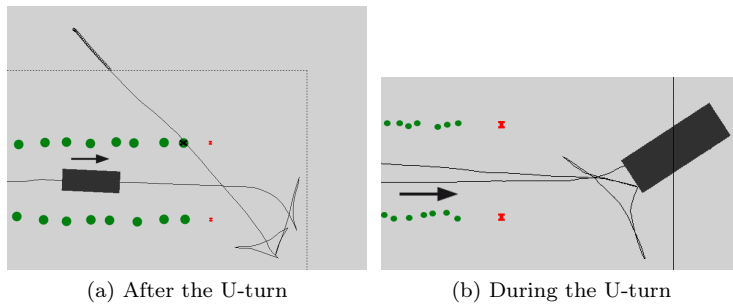 (a) After the U-turn
(b) During the U-turn